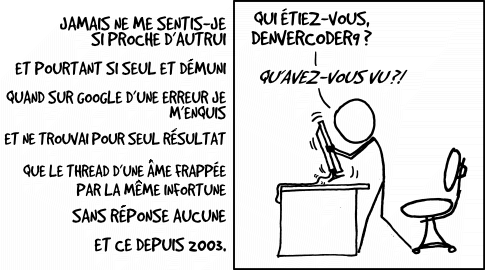 JAMAIS NE ME SENTIS-JE
SI PROCHE D'AUTRUI
ET POURTANT SI SEUL ET DÉMUNI
QUAND SUR GOOGLE D'UNE ERREUR JE
M'ENQUIS
ET NE TROUVAI POUR SEUL RÉSULTAT
QUE LE THREAD D'UNE ÂME FRAPPÉE
PAR LA MÊME INFORTUNE
SANS RÉPONSE AUCUNE
ET CE DEPUIS 2003.
QUI ÉTIEZ-VOUS,
DENVERCODER9 ?
QU'AVEZ-VOUS VU ?!